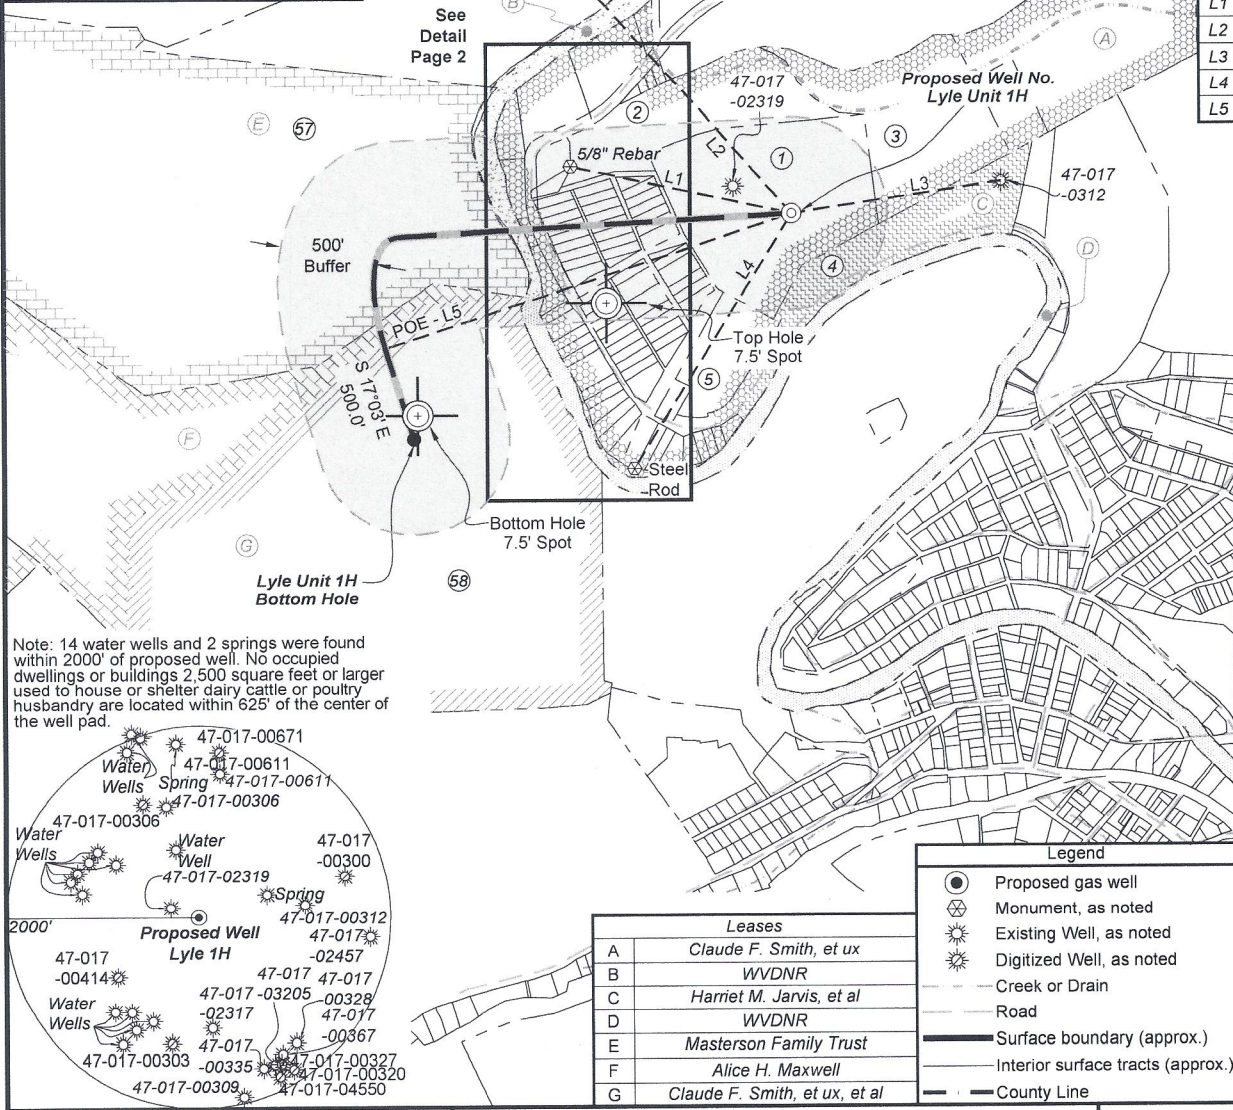 See
Detail
Page 2
B
A
L1
L2
L3
L4
L5
47-017
-02319
Proposed Well No.
Lyle Unit 1H
E
57
2
1
3
5/8" Rebar
L1
L2
L3
47-017
-0312
C
D
500'
Buffer
4
L4
POE - L5
Top Hole
7.5' Spot
S 17°03' E
500.0'
5
F
Steel
Rod
G
Bottom Hole
7.5' Spot
Lyle Unit 1H
Bottom Hole
58
Note: 14 water wells and 2 springs were found
within 2000' of proposed well. No occupied
dwellings or buildings 2,500 square feet or larger
used to house or shelter dairy cattle or poultry
husbandry are located within 625' of the center of
the well pad.
47-017-00671
Water
Wells
47-017-00611
Spring
47-017-00611
47-017-00306
47-017-00306
Water
Wells
Water
Well
47-017
-00300
47-017-02319
Spring
47-017-00312
2000'
Proposed Well
Lyle 1H
47-017
-02457
47-017
-00414
47-017
-03205
47-017
-00328
47-017
-02317
47-017
-00367
Water
Wells
47-017
-00335
47-017-00303
47-017-00327
47-017-00320
47-017-00309
47-017-04550
Leases
A Claude F. Smith, et ux
B WVDNR
C Harriet M. Jarvis, et al
D WVDNR
E Masterson Family Trust
F Alice H. Maxwell
G Claude F. Smith, et ux, et al
Legend
Proposed gas well
Monument, as noted
Existing Well, as noted
Digitized Well, as noted
Creek or Drain
Road
Surface boundary (approx.)
Interior surface tracts (approx.)
County Line